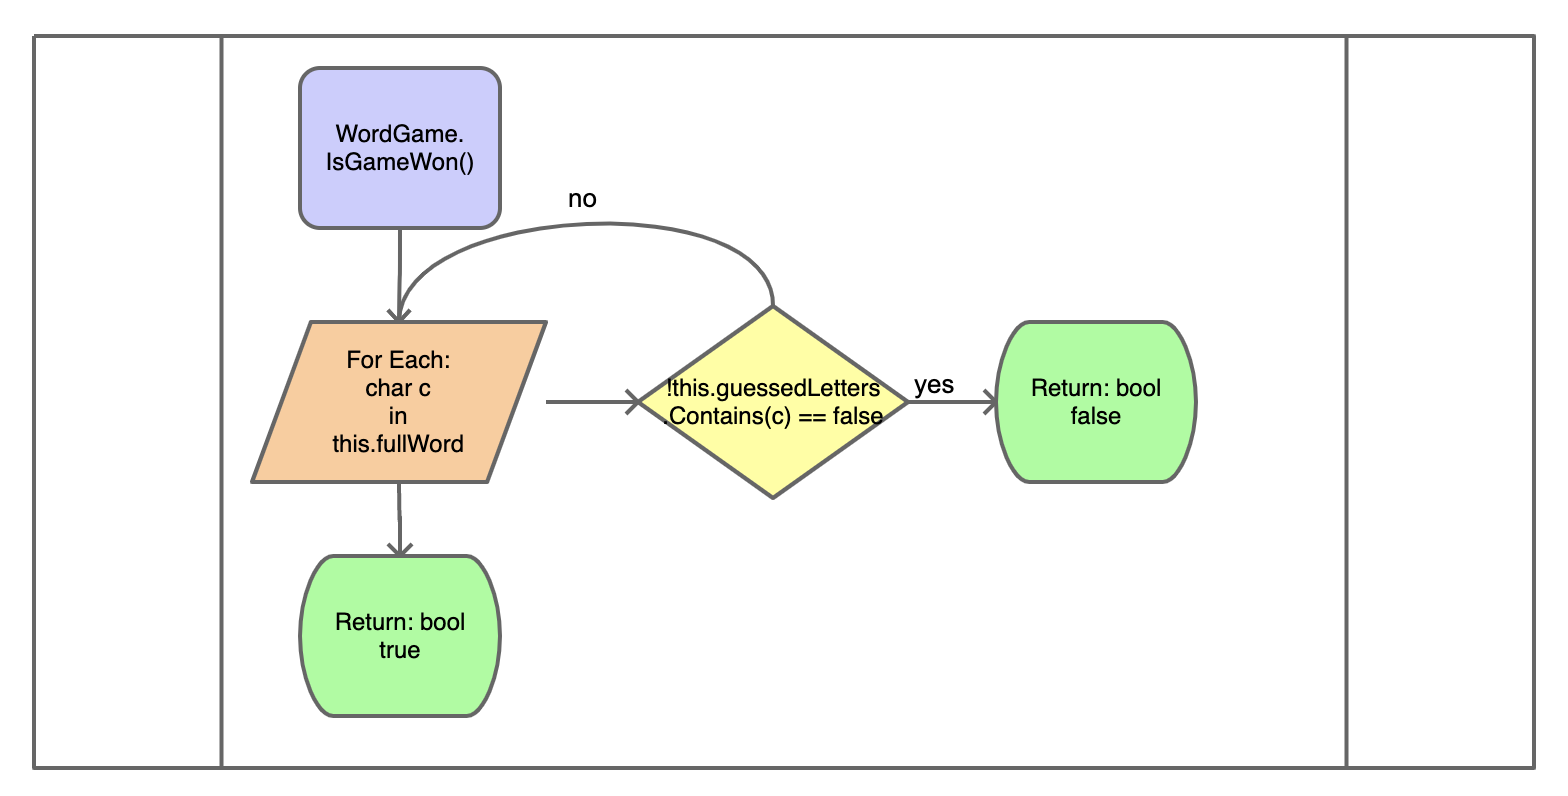 WordGame.
IsGameWon()
no
For Each:
char c
in
this.fullWord
!this.guessedLetters
.Contains(c) == false
yes
Return: bool
false
Return: bool
true